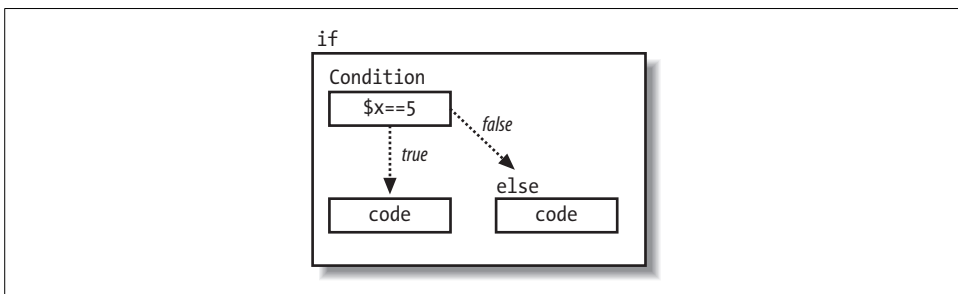 if
Condition
$x==5
false
true
else
code
code